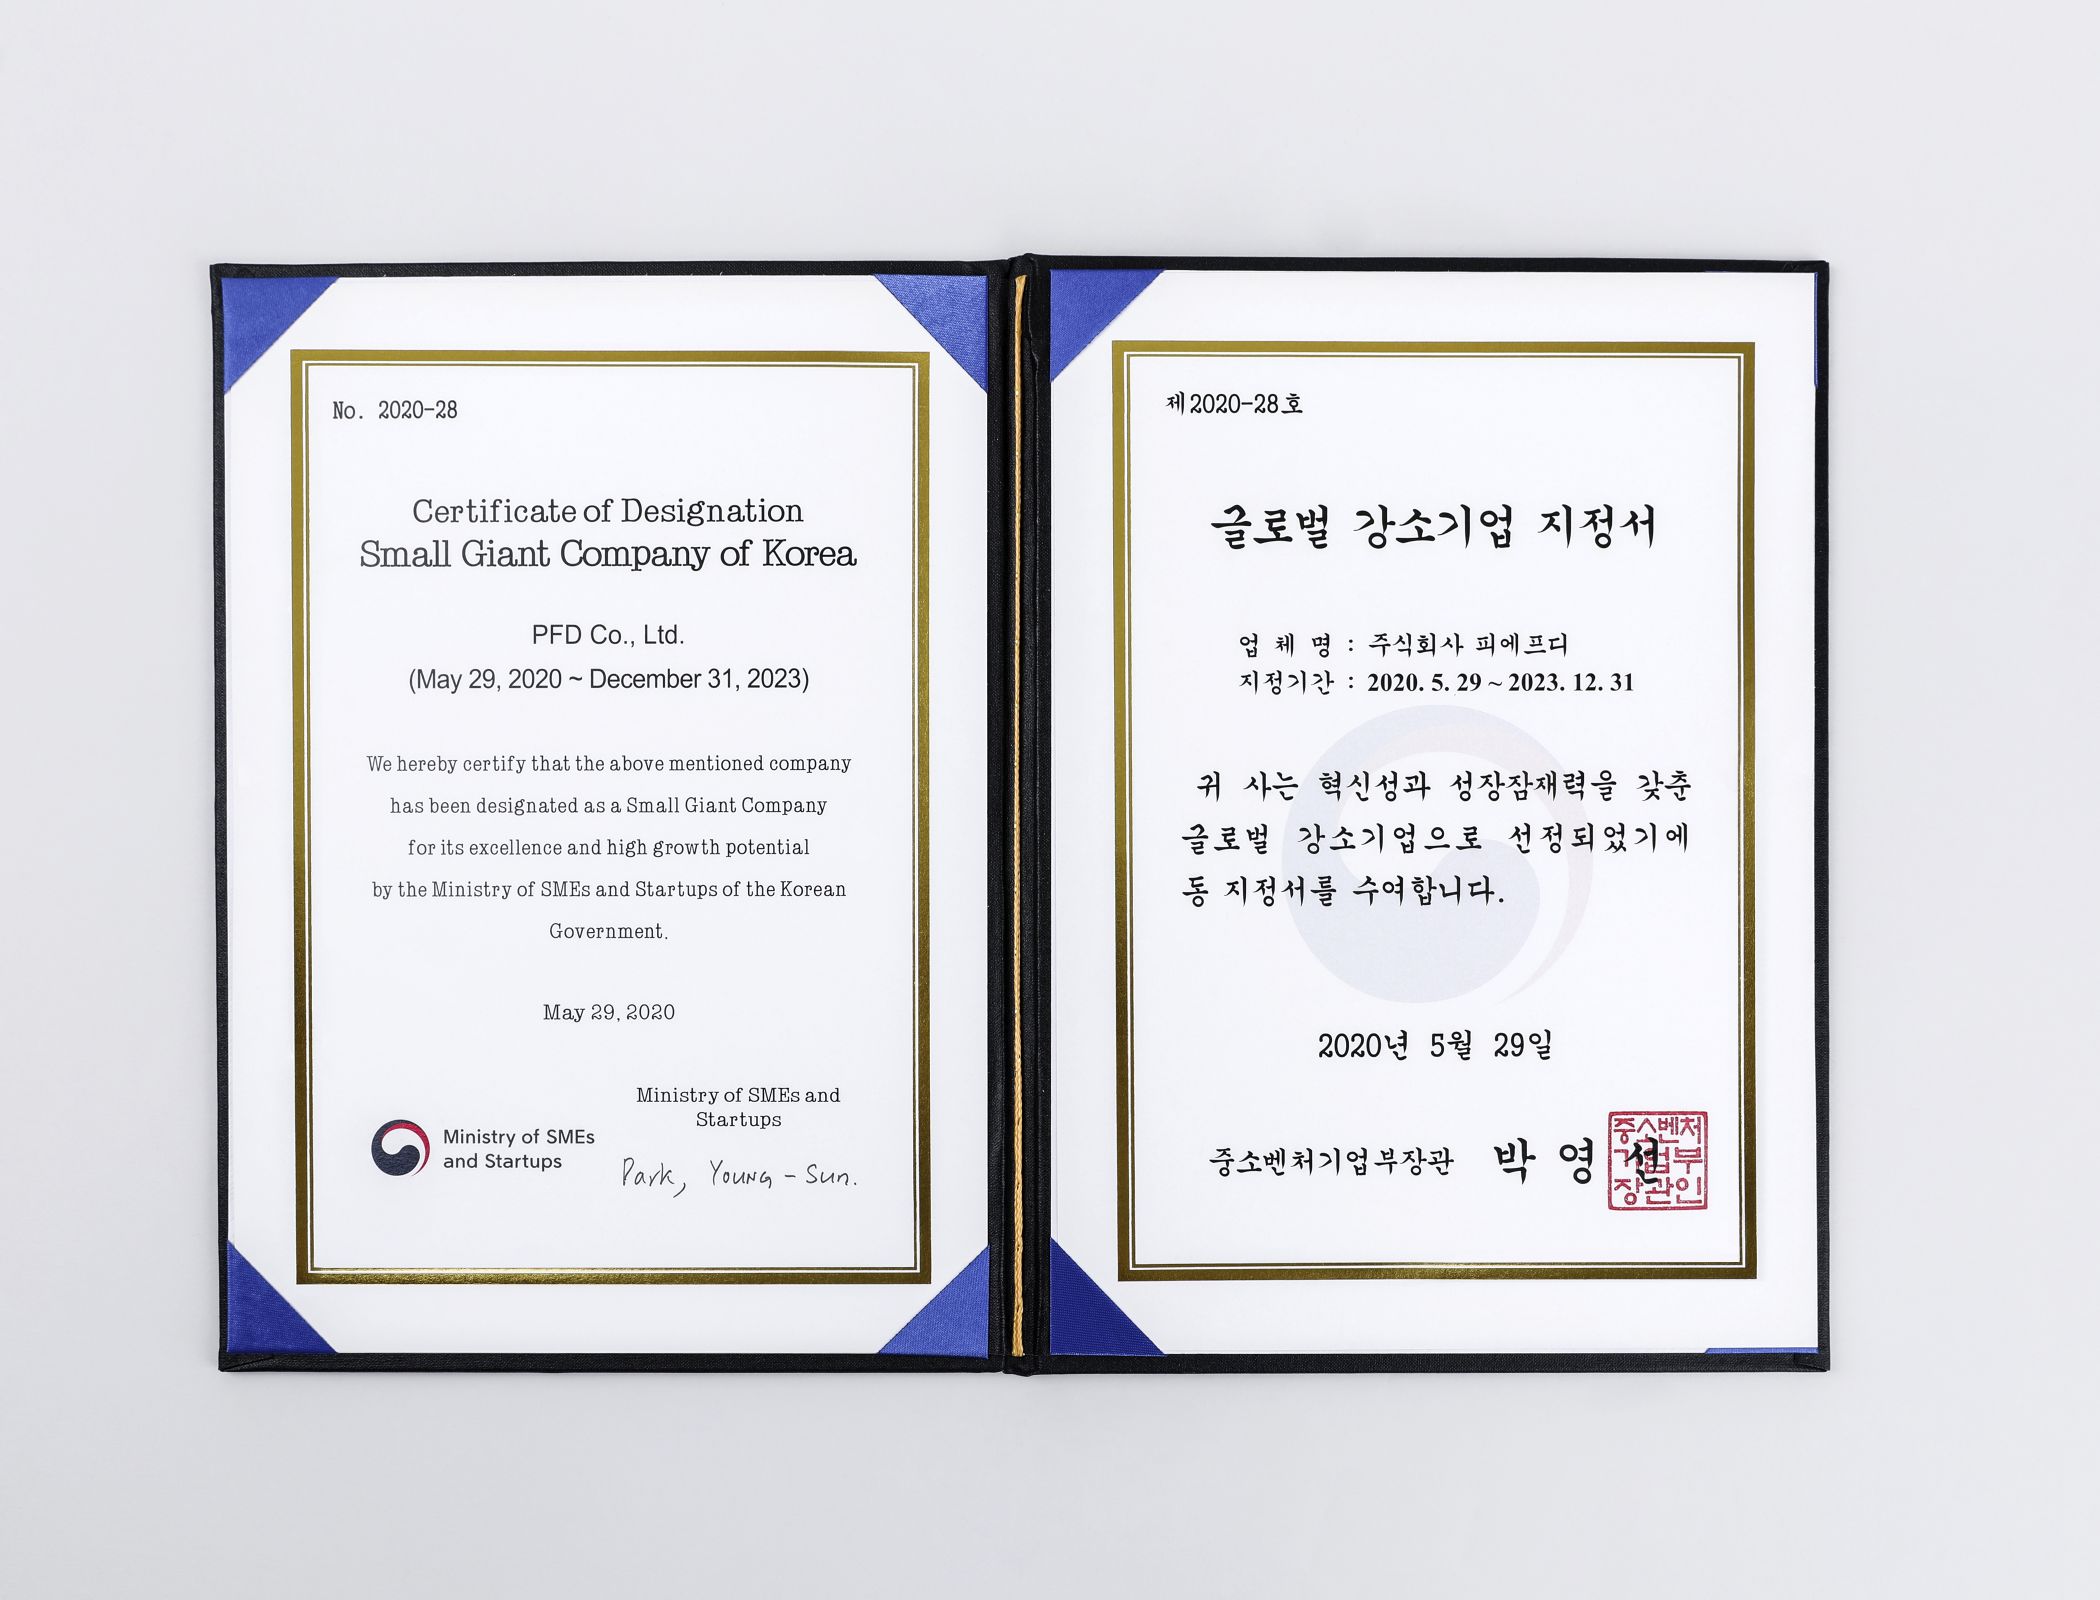 No. 2020-28
Certificate of Designation
Small Giant Company of Korea
PFD Co., Ltd.
(May 29, 2020 ~ December 31, 2023)
We hereby certify that the above mentioned company
has been designated as a Small Giant Company
for its excellence and high growth potential
by the Ministry of SMEs and Startups of the Korean
Government.
May 29, 2020
Ministry of SMEs and
Startups
Ministry of SMEs
and Startups
Park, Young-Sun.
제2020-28호
글로벌 강소기업 지정서
업 체 명 : 주식회사 피에프디
지정기간 : 2020. 5. 29 ~ 2023. 12. 31
귀 사는 혁신성과 성장잠재력을 갖춘
글로벌 강소기업으로 선정되었기에
동 지정서를 수여합니다.
2020년 5월 29일
중소벤처기업부장관 박 영 선
중소벤처
기업부
장관인